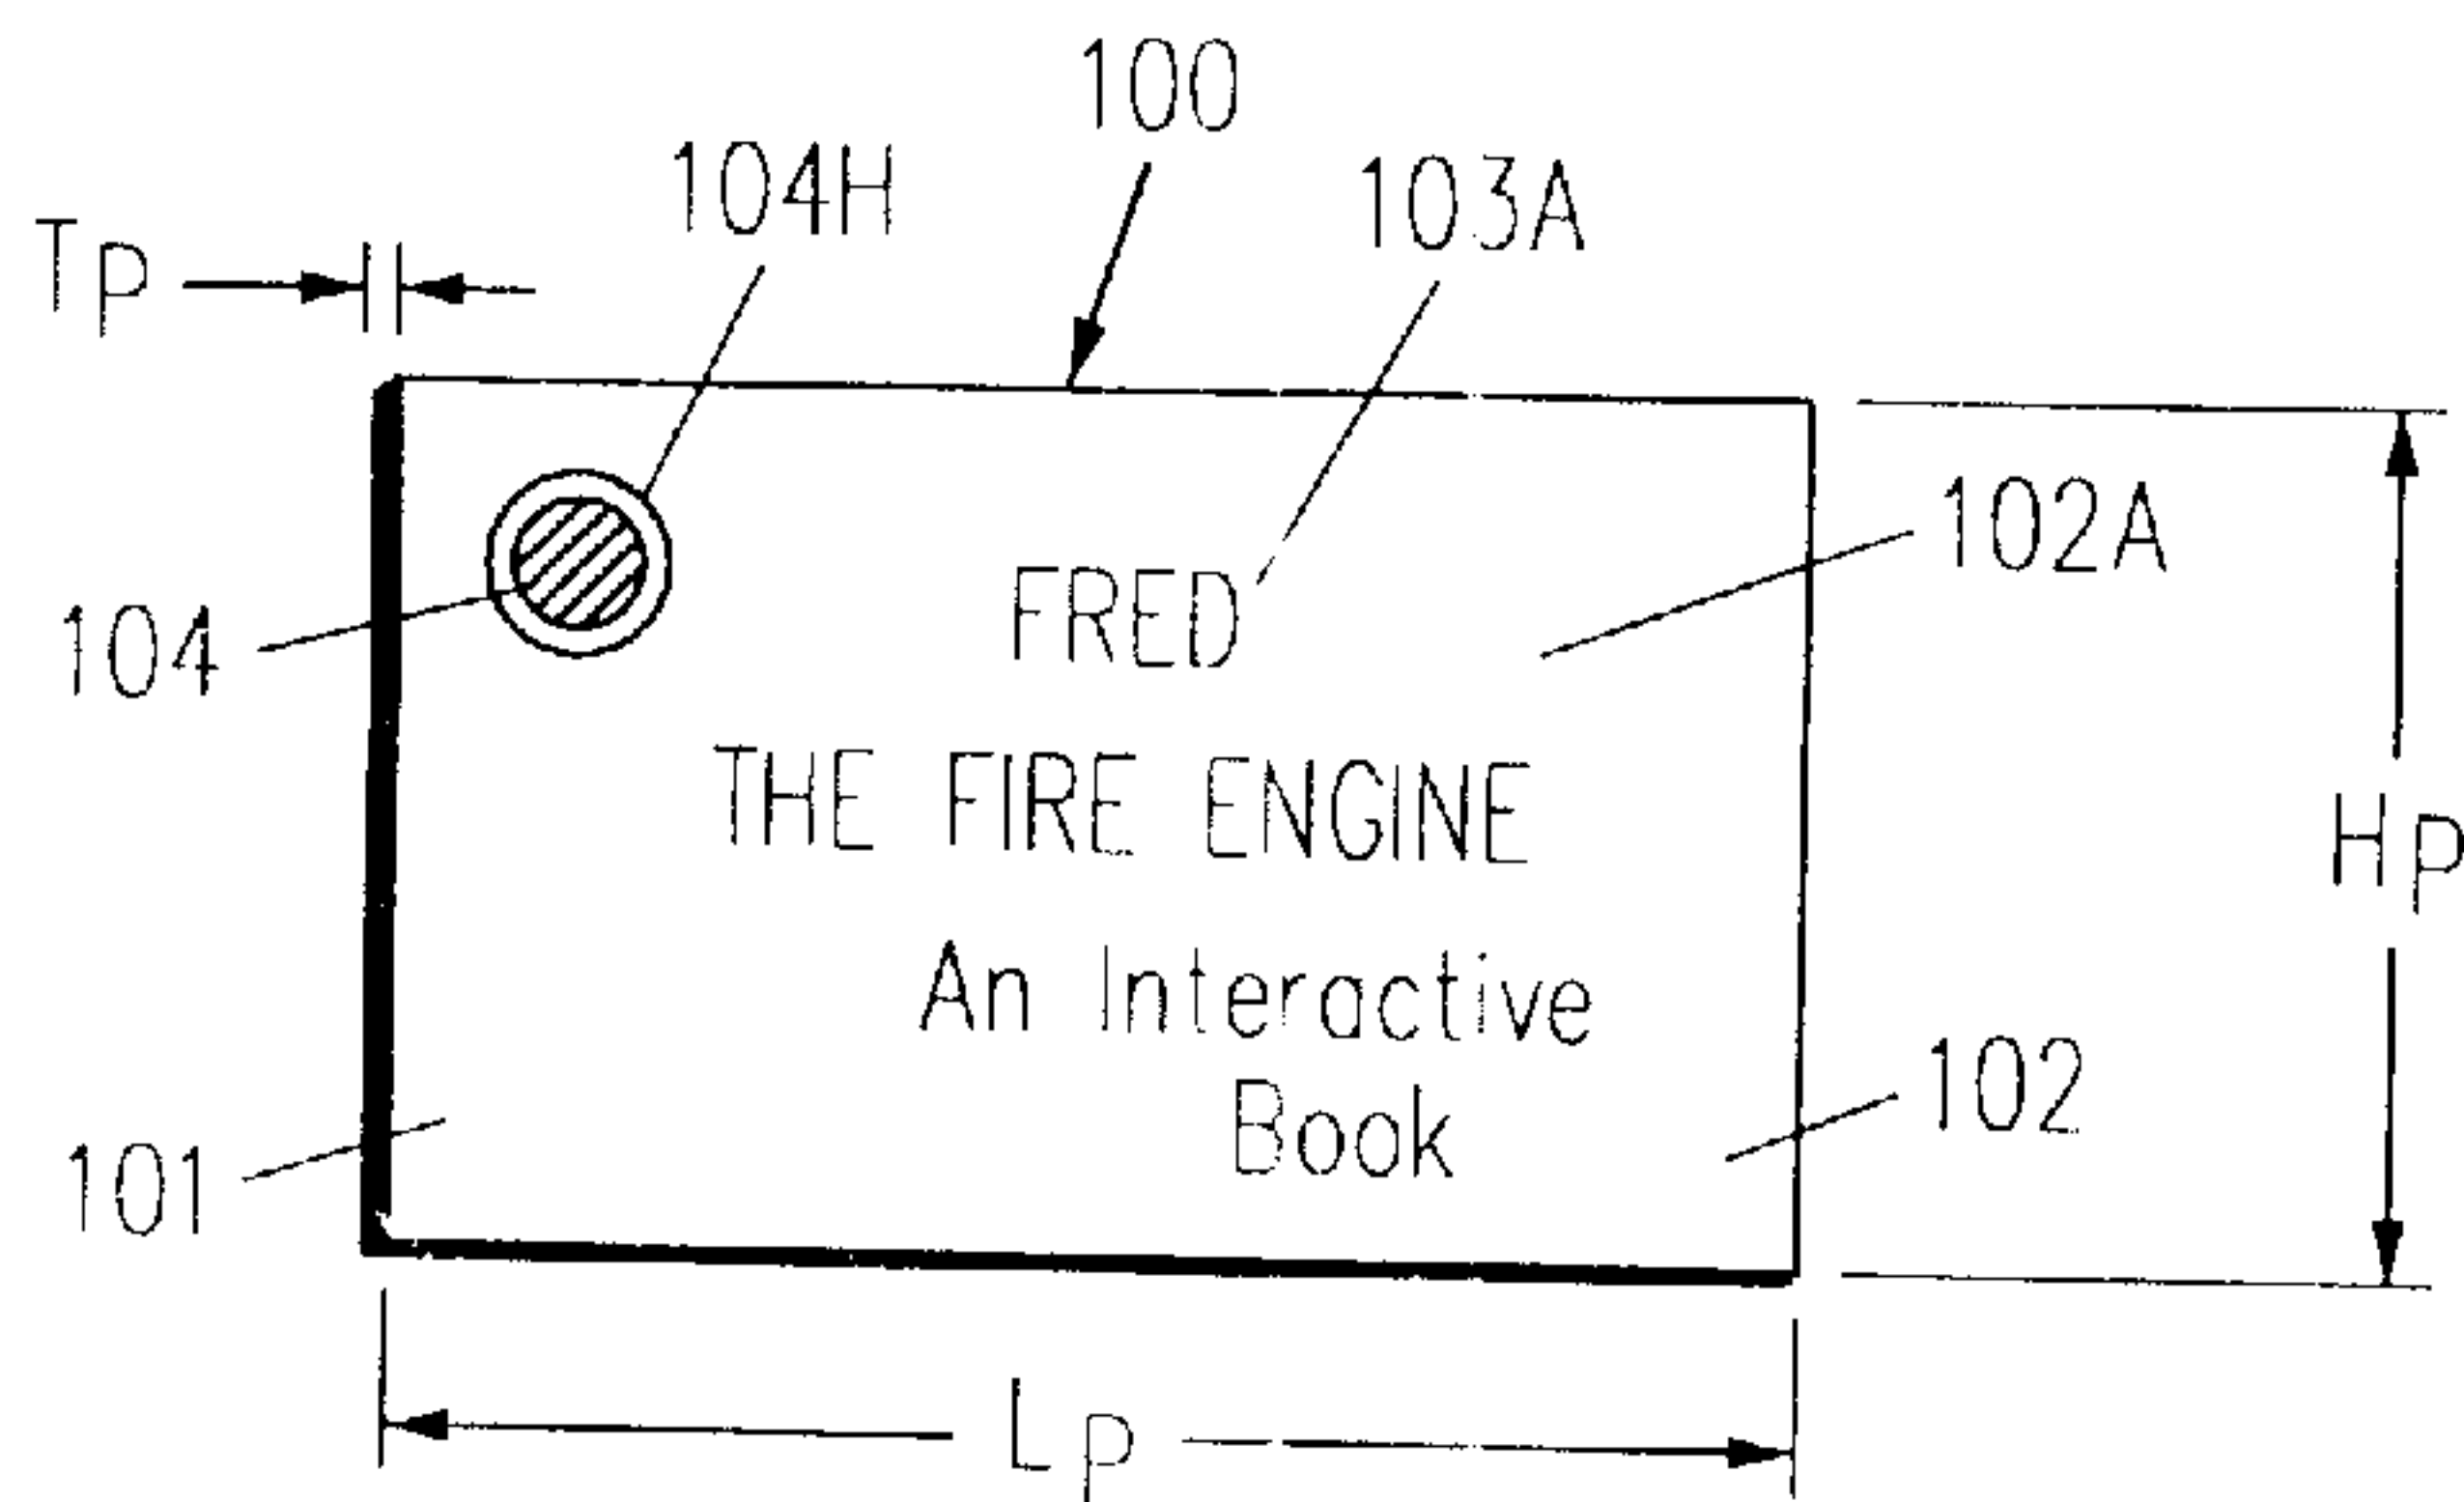 100
104H
103A
TP
102A
FRED
104
THE FIRE ENGINE
HP
An Interactive
Book
102
101
LP